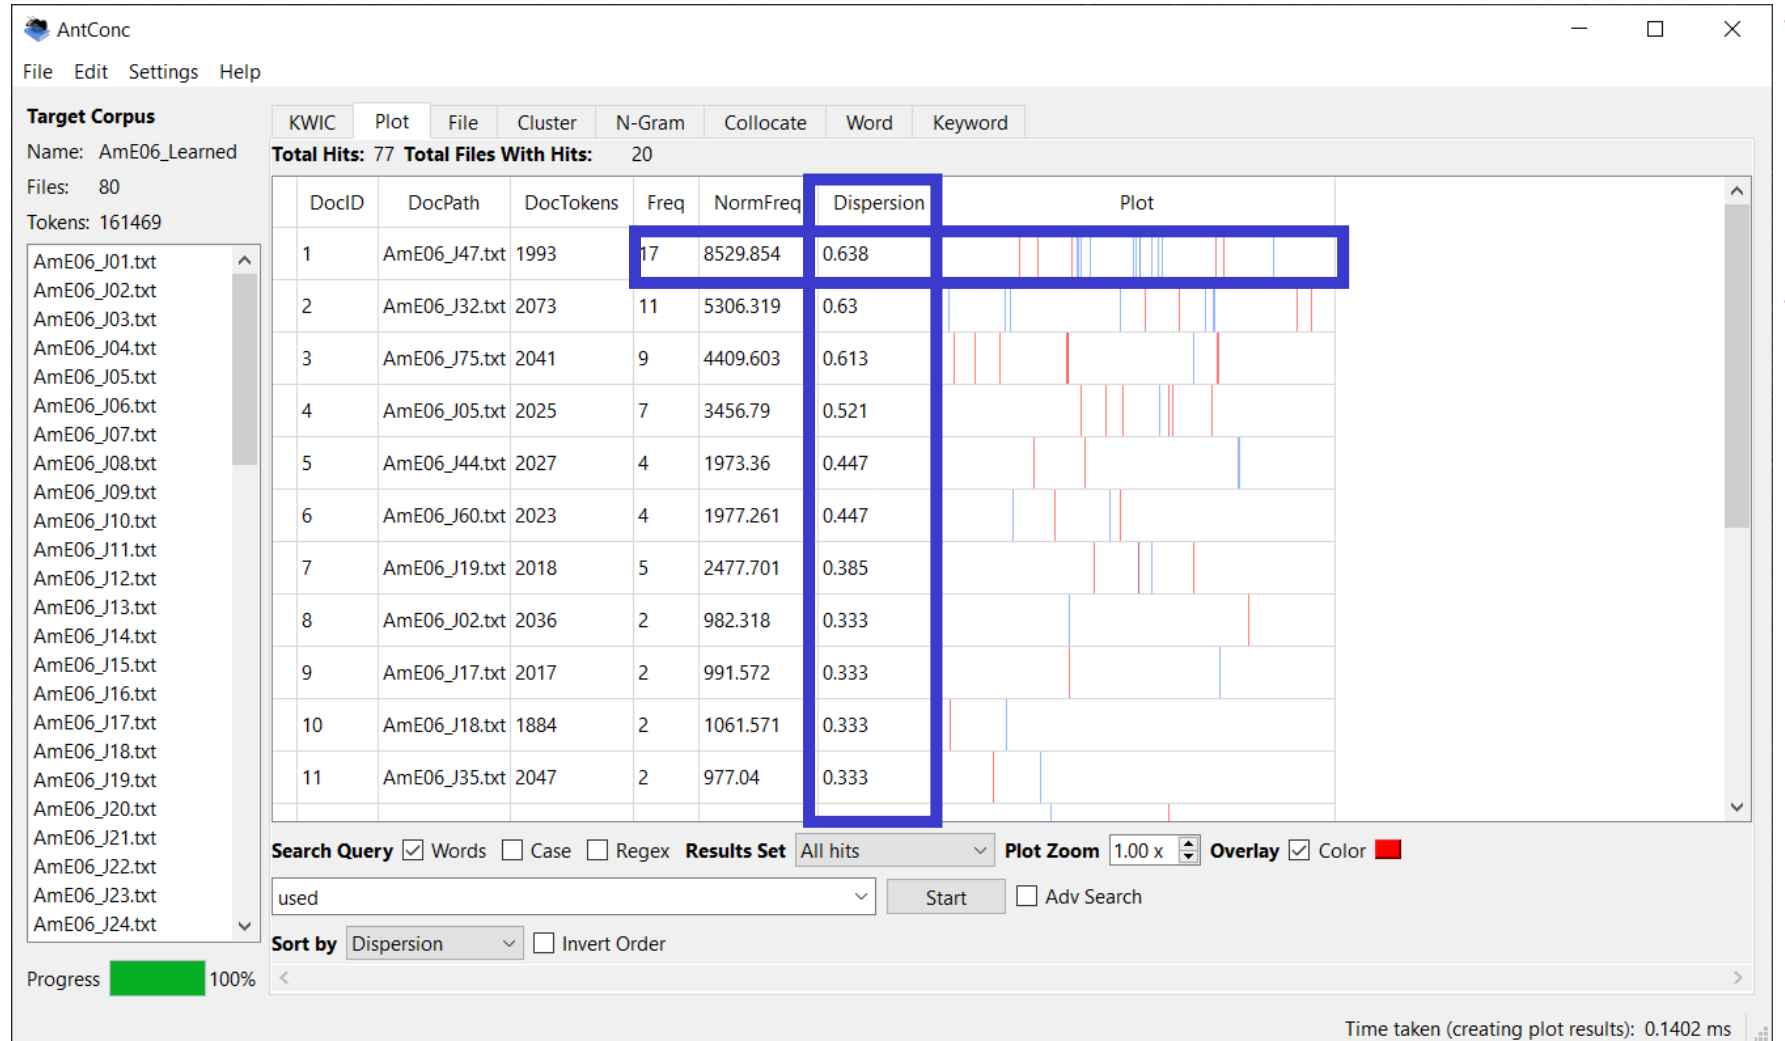 AntConc
File Edit Settings Help
Target Corpus
Name: AmE06_Learned
Files: 80
Tokens: 161469
AmE06_J01.txt
AmE06_J02.txt
AmE06_J03.txt
AmE06_J04.txt
AmE06_J05.txt
AmE06_J06.txt
AmE06_J07.txt
AmE06_J08.txt
AmE06_J09.txt
AmE06_J10.txt
AmE06_J11.txt
AmE06_J12.txt
AmE06_J13.txt
AmE06_J14.txt
AmE06_J15.txt
AmE06_J16.txt
AmE06_J17.txt
AmE06_J18.txt
AmE06_J19.txt
AmE06_J20.txt
AmE06_J21.txt
AmE06_J22.txt
AmE06_J23.txt
AmE06_J24.txt
Progress 100%
KWIC Plot File Cluster N-Gram Collocate Word Keyword
Total Hits: 77 Total Files With Hits: 20
DocID DocPath DocTokens Freq NormFreq Dispersion Plot
1 AmE06_J47.txt 1993 17 8529.854 0.638
2 AmE06_J32.txt 2073 11 5306.319 0.63
3 AmE06_J75.txt 2041 9 4409.603 0.613
4 AmE06_J05.txt 2025 7 3456.79 0.521
5 AmE06_J44.txt 2027 4 1973.36 0.447
6 AmE06_J60.txt 2023 4 1977.261 0.447
7 AmE06_J19.txt 2018 5 2477.701 0.385
8 AmE06_J02.txt 2036 2 982.318 0.333
9 AmE06_J17.txt 2017 2 991.572 0.333
10 AmE06_J18.txt 1884 2 1061.571 0.333
11 AmE06_J35.txt 2047 2 977.04 0.333
Search Query Words Case Regex Results Set All hits Plot Zoom 1.00 x Overlay Color
used Start Adv Search
Sort by Dispersion Invert Order
Time taken (creating plot results): 0.1402 ms